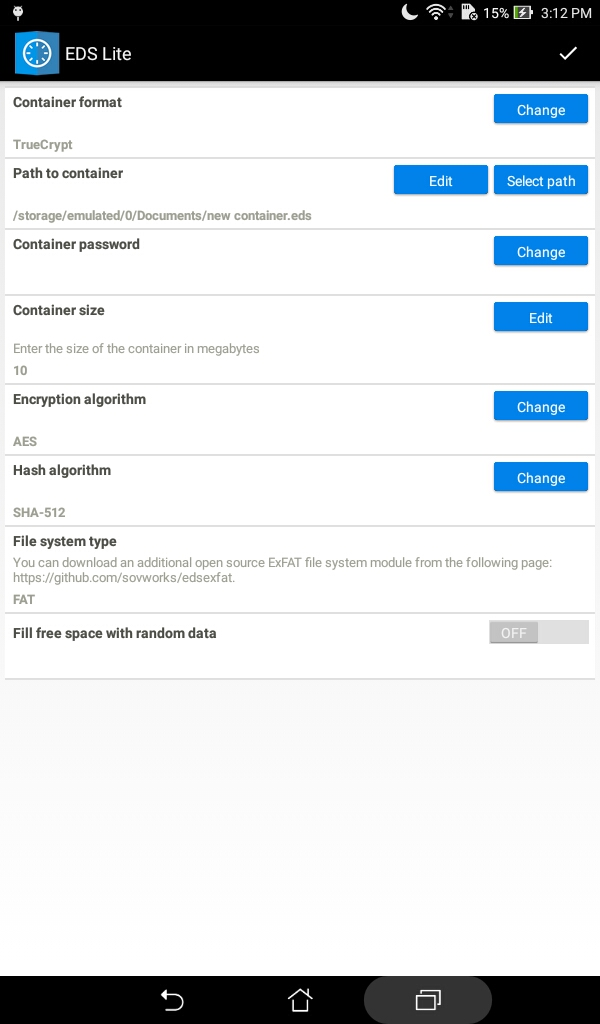 15% 3:12 PM
EDS Lite
Container format
Change
TrueCrypt
Path to container
Edit Select path
/storage/emulated/0/Documents/new container.eds
Container password
Change
Container size
Edit
Enter the size of the container in megabytes
10
Encryption algorithm
Change
AES
Hash algorithm
Change
SHA-512
File system type
You can download an additional open source ExFAT file system module from the following page:
https://github.com/sovworks/edsexfat.
FAT
Fill free space with random data
OFF